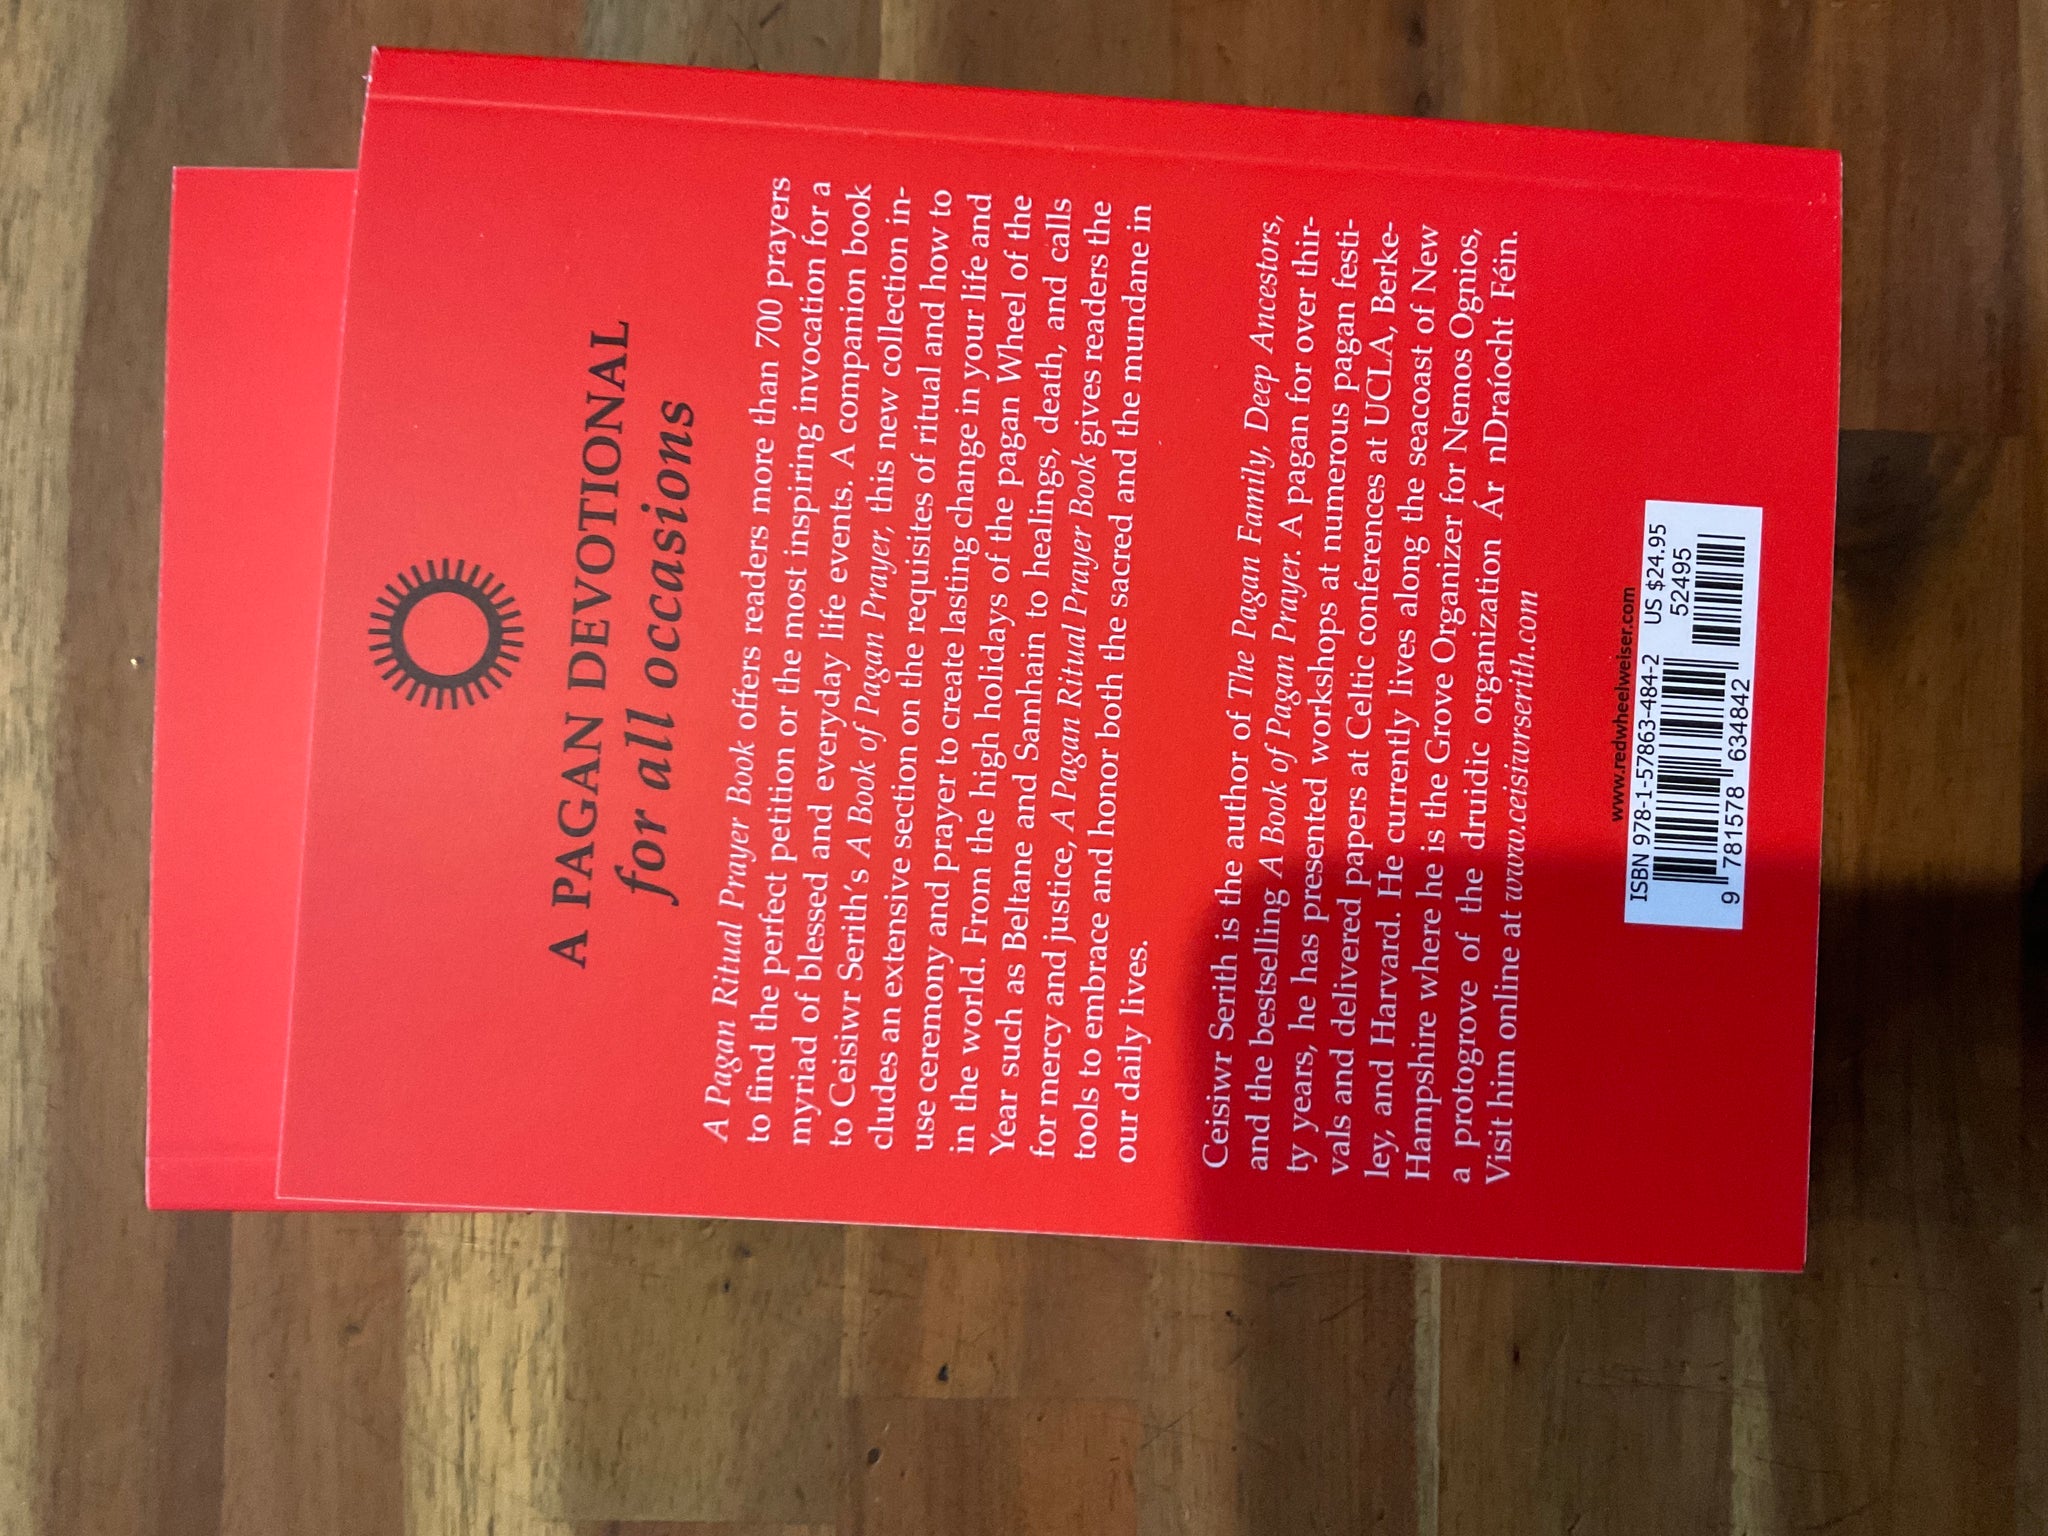 A PAGAN DEVOTIONAL
for all occasions
A Pagan Ritual Prayer Book offers readers more than 700 prayers
to find the perfect petition or the most inspiring invocation for a
myriad of blessed and everyday life events. A companion book
to Ceisiwr Serith's A Book of Pagan Prayer, this new collection in-
cludes an extensive section on the requisites of ritual and how to
use ceremony and prayer to create lasting change in your life and
in the world. From the high holidays of the pagan Wheel of the
Year such as Beltane and Samhain to healings, death, and calls
for mercy and justice, A Pagan Ritual Prayer Book gives readers the
tools to embrace and honor both the sacred and the mundane in
our daily lives.
Ceisiwr Serith is the author of The Pagan Family, Deep Ancestors,
and the bestselling A Book of Pagan Prayer. A pagan for over thir-
ty years, he has presented workshops at numerous pagan festi-
vals and delivered papers at Celtic conferences at UCLA, Berke-
ley, and Harvard. He currently lives along the seacoast of New
Hampshire where he is the Grove Organizer for Nemos Ognios,
a protogrove of the druidic organization Ár nDraíocht Féin.
Visit him online at www.ceisiwrserith.com
www.redwheelweiser.com
ISBN 978-1-57863-484-2 US $24.95
52495
9 781578 634842